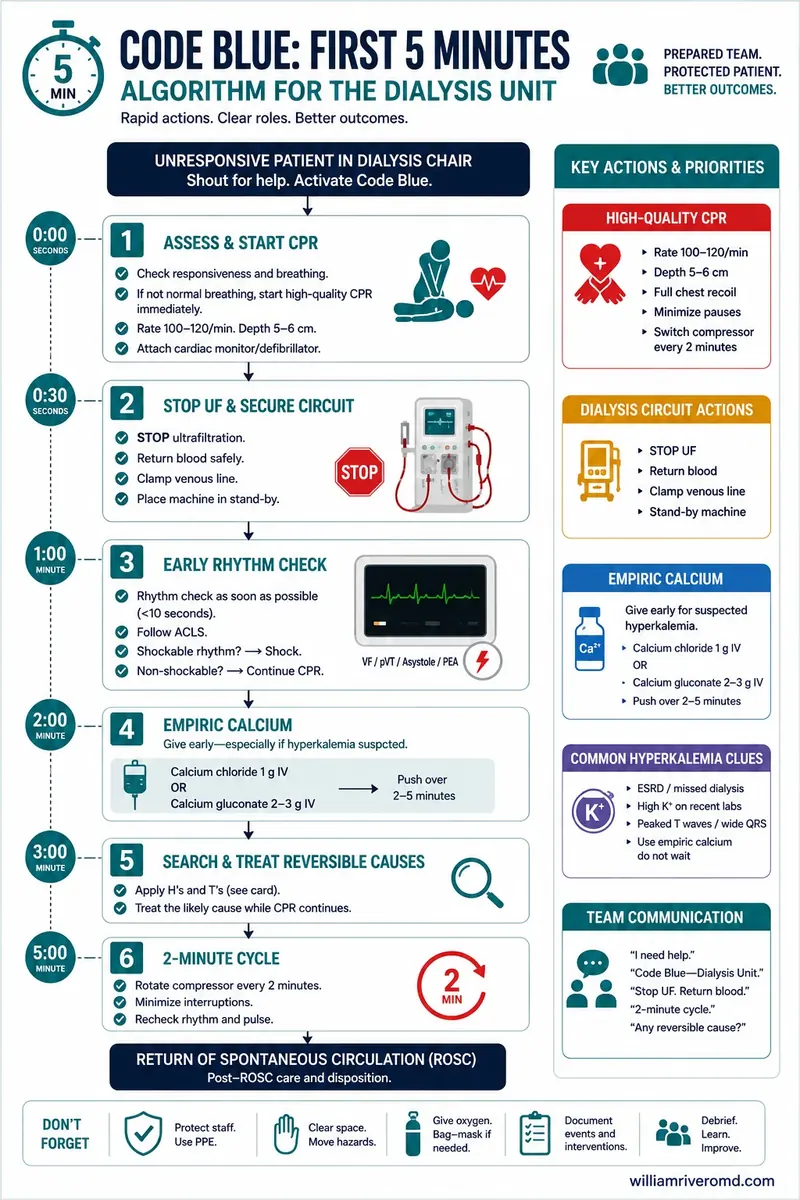 5
MIN
CODE BLUE: FIRST 5 MINUTES
ALGORITHM FOR THE DIALYSIS UNIT
Rapid actions. Clear roles. Better outcomes.
PREPARED TEAM.
PROTECTED PATIENT.
BETTER OUTCOMES.
UNRESPONSIVE PATIENT IN DIALYSIS CHAIR
Shout for help. Activate Code Blue.
0:00
SECONDS
1 ASSESS & START CPR
Check responsiveness and breathing.
If not normal breathing, start high-quality CPR
immediately.
Rate 100–120/min. Depth 5–6 cm.
Attach cardiac monitor/defibrillator.
0:30
SECONDS
2 STOP UF & SECURE CIRCUIT
STOP ultrafiltration.
Return blood safely.
Clamp venous line.
Place machine in stand-by.
STOP
1:00
MINUTE
3 EARLY RHYTHM CHECK
Rhythm check as soon as possible
(<10 seconds).
Follow ACLS.
Shockable rhythm? → Shock.
Non-shockable? → Continue CPR.
VF / pVT / Asystole / PEA
2:00
MINUTE
4 EMPIRIC CALCIUM
Give early—especially if hyperkalemia suspcted.
Calcium chloride 1 g IV
OR
Calcium gluconate 2–3 g IV
Push over
2–5 minutes
3:00
MINUTE
5 SEARCH & TREAT REVERSIBLE CAUSES
Apply H's and T's (see card).
Treat the likely cause while CPR continues.
5:00
MINUTE
6 2-MINUTE CYCLE
Rotate compressor every 2 minutes.
Minimize interruptions.
Recheck rhythm and pulse.
2
MIN
RETURN OF SPONTANEOUS CIRCULATION (ROSC)
Post–ROSC care and disposition.
KEY ACTIONS & PRIORITIES
HIGH-QUALITY CPR
Rate 100–120/min
Depth 5–6 cm
Full chest recoil
Minimize pauses
Switch compressor
every 2 minutes
DIALYSIS CIRCUIT ACTIONS
STOP UF
Return blood
Clamp venous line
Stand-by machine
EMPIRIC CALCIUM
Ca²⁺
Give early for suspected
hyperkalemia.
Calcium chloride 1 g IV
OR
Calcium gluconate 2–3 g IV
Push over 2–5 minutes
COMMON HYPERKALEMIA CLUES
K⁺
ESRD / missed dialysis
High K⁺ on recent labs
Peaked T waves / wide QRS
Use empiric calcium
do not wait
TEAM COMMUNICATION
“I need help.”
“Code Blue—Dialysis Unit.”
“Stop UF. Return blood.”
“2-minute cycle.”
“Any reversible cause?”
DON'T
FORGET
Protect staff.
Use PPE.
Clear space.
Move hazards.
Give oxygen.
Bag–mask if
needed.
Document
events and
interventions.
Debrief.
Learn.
Improve.
williamriveromd.com